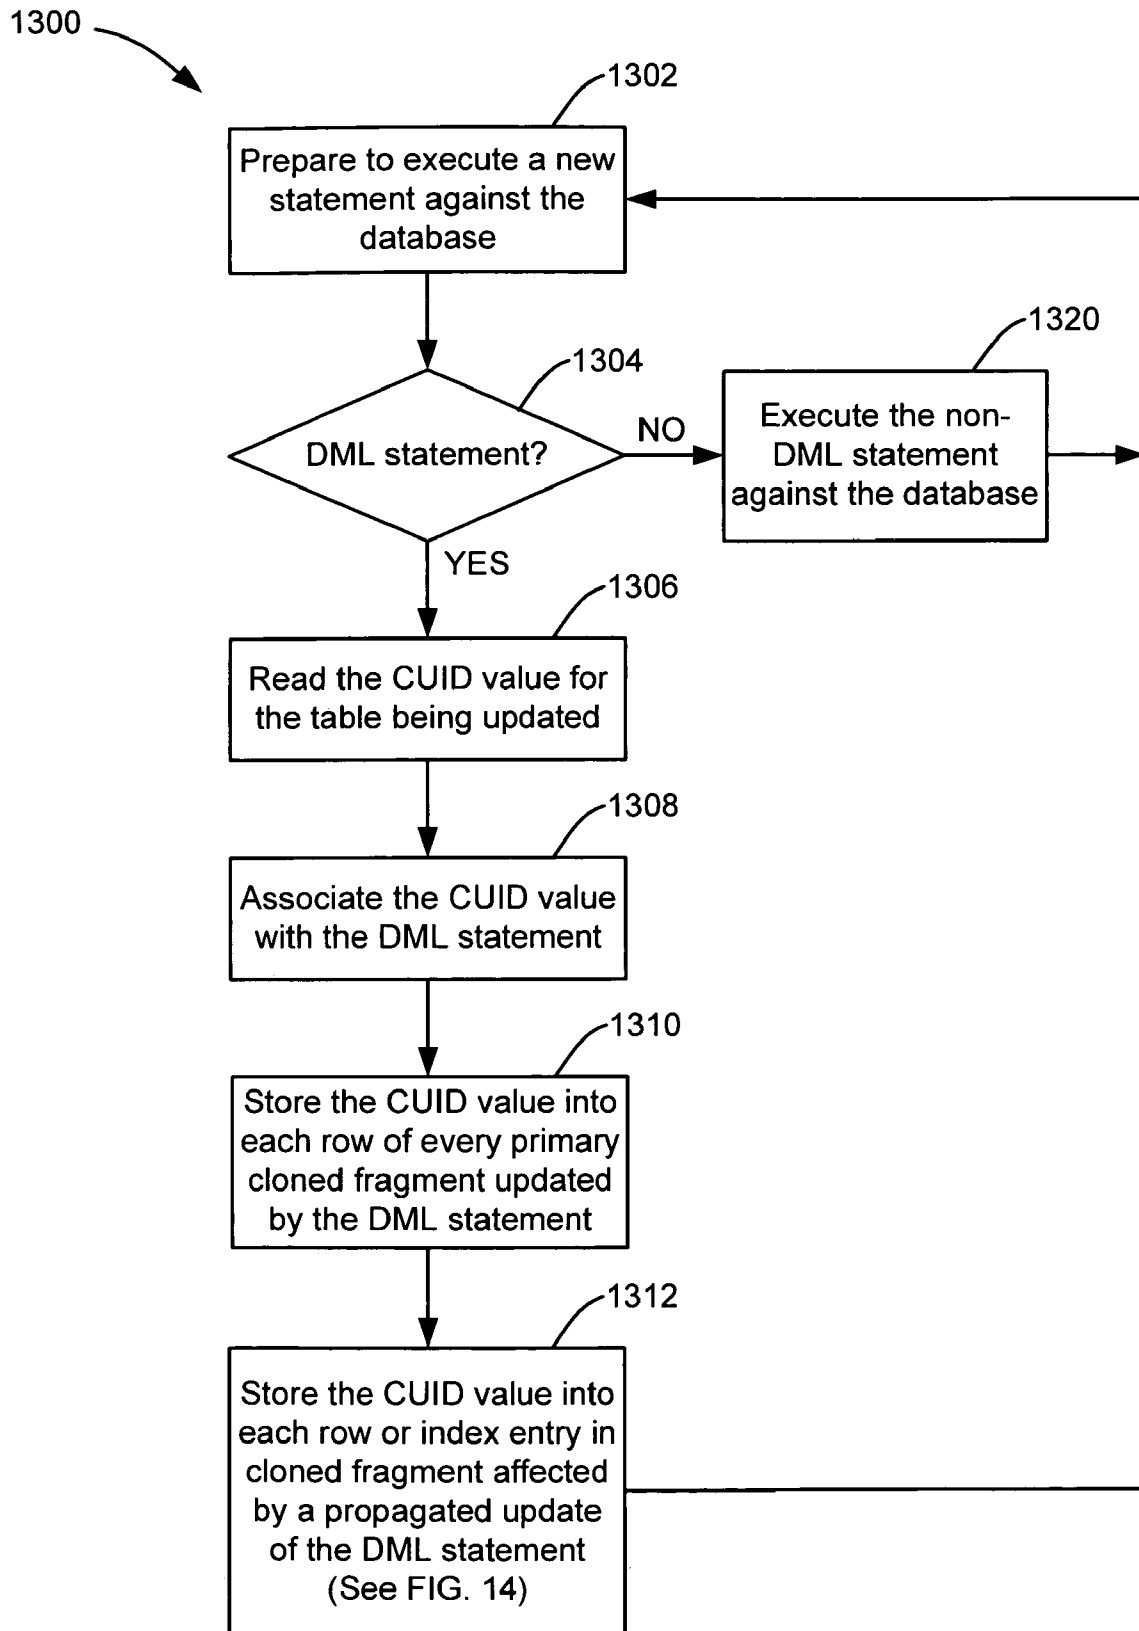 1300
1302
Prepare to execute a new
statement against the
database
1304
DML statement?
NO
1320
Execute the non-
DML statement
against the database
YES
1306
Read the CUID value for
the table being updated
1308
Associate the CUID value
with the DML statement
1310
Store the CUID value into
each row of every primary
cloned fragment updated
by the DML statement
1312
Store the CUID value into
each row or index entry in
cloned fragment affected
by a propagated update
of the DML statement
(See FIG. 14)